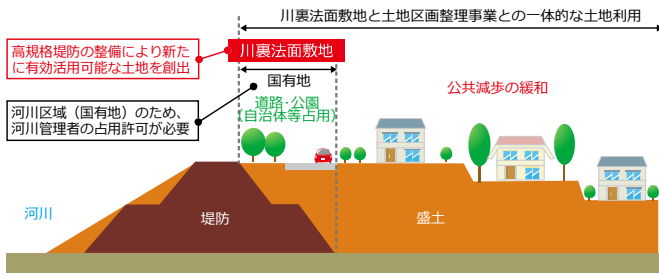 川裏法面敷地と土地区画整理事業との一体的な土地利用
高規格堤防の整備により新た
に有効活用可能な土地を創出
川裏法面敷地
国有地
道路・公園
(自治体等占用)
公共減歩の緩和
河川区域（国有地）のため、
河川管理者の占用許可が必要
河川
堤防
盛土